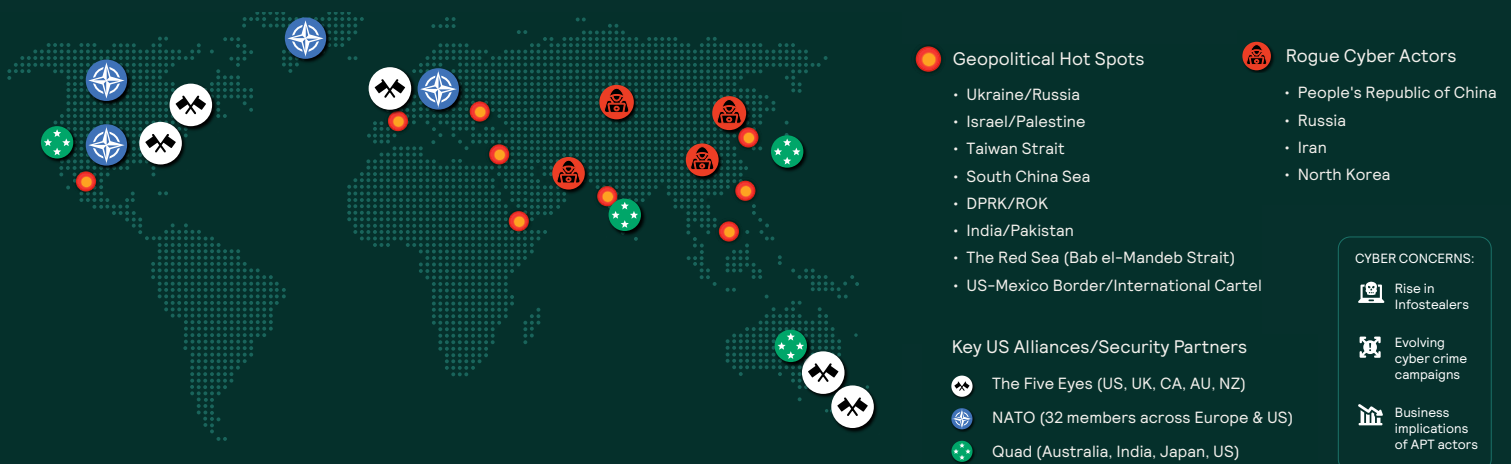 Geopolitical Hot Spots
• Ukraine/Russia
• Israel/Palestine
• Taiwan Strait
• South China Sea
• DPRK/ROK
• India/Pakistan
• The Red Sea (Bab el-Mandeb Strait)
• US-Mexico Border/International Cartel
Rogue Cyber Actors
• People's Republic of China
• Russia
• Iran
• North Korea
Key US Alliances/Security Partners
The Five Eyes (US, UK, CA, AU, NZ)
NATO (32 members across Europe & US)
Quad (Australia, India, Japan, US)
CYBER CONCERNS:
Rise in
Infostealers
Evolving
cyber crime
campaigns
Business
implications
of APT actors